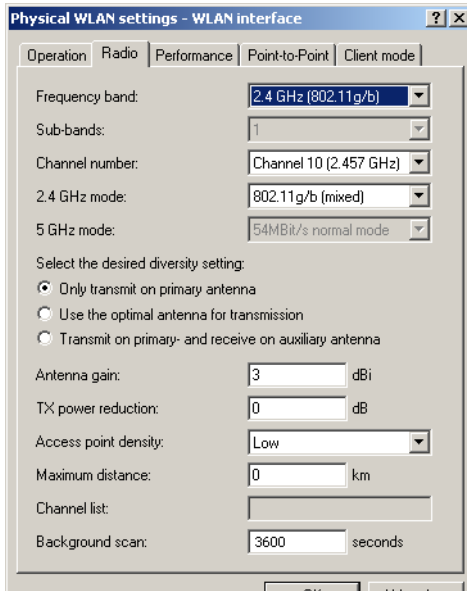 Physical WLAN settings - WLAN interface
Operation Radio Performance Point-to-Point Client mode
Frequency band: 2.4 GHz (802.11g/b)
Sub-bands: 1
Channel number: Channel 10 (2.457 GHz)
2.4 GHz mode: 802.11g/b (mixed)
5 GHz mode: 54MBit/s normal mode
Select the desired diversity setting:
Only transmit on primary antenna
Use the optimal antenna for transmission
Transmit on primary- and receive on auxiliary antenna
Antenna gain: 3 dBi
TX power reduction: 0 dB
Access point density: Low
Maximum distance: 0 km
Channel list:
Background scan: 3600 seconds